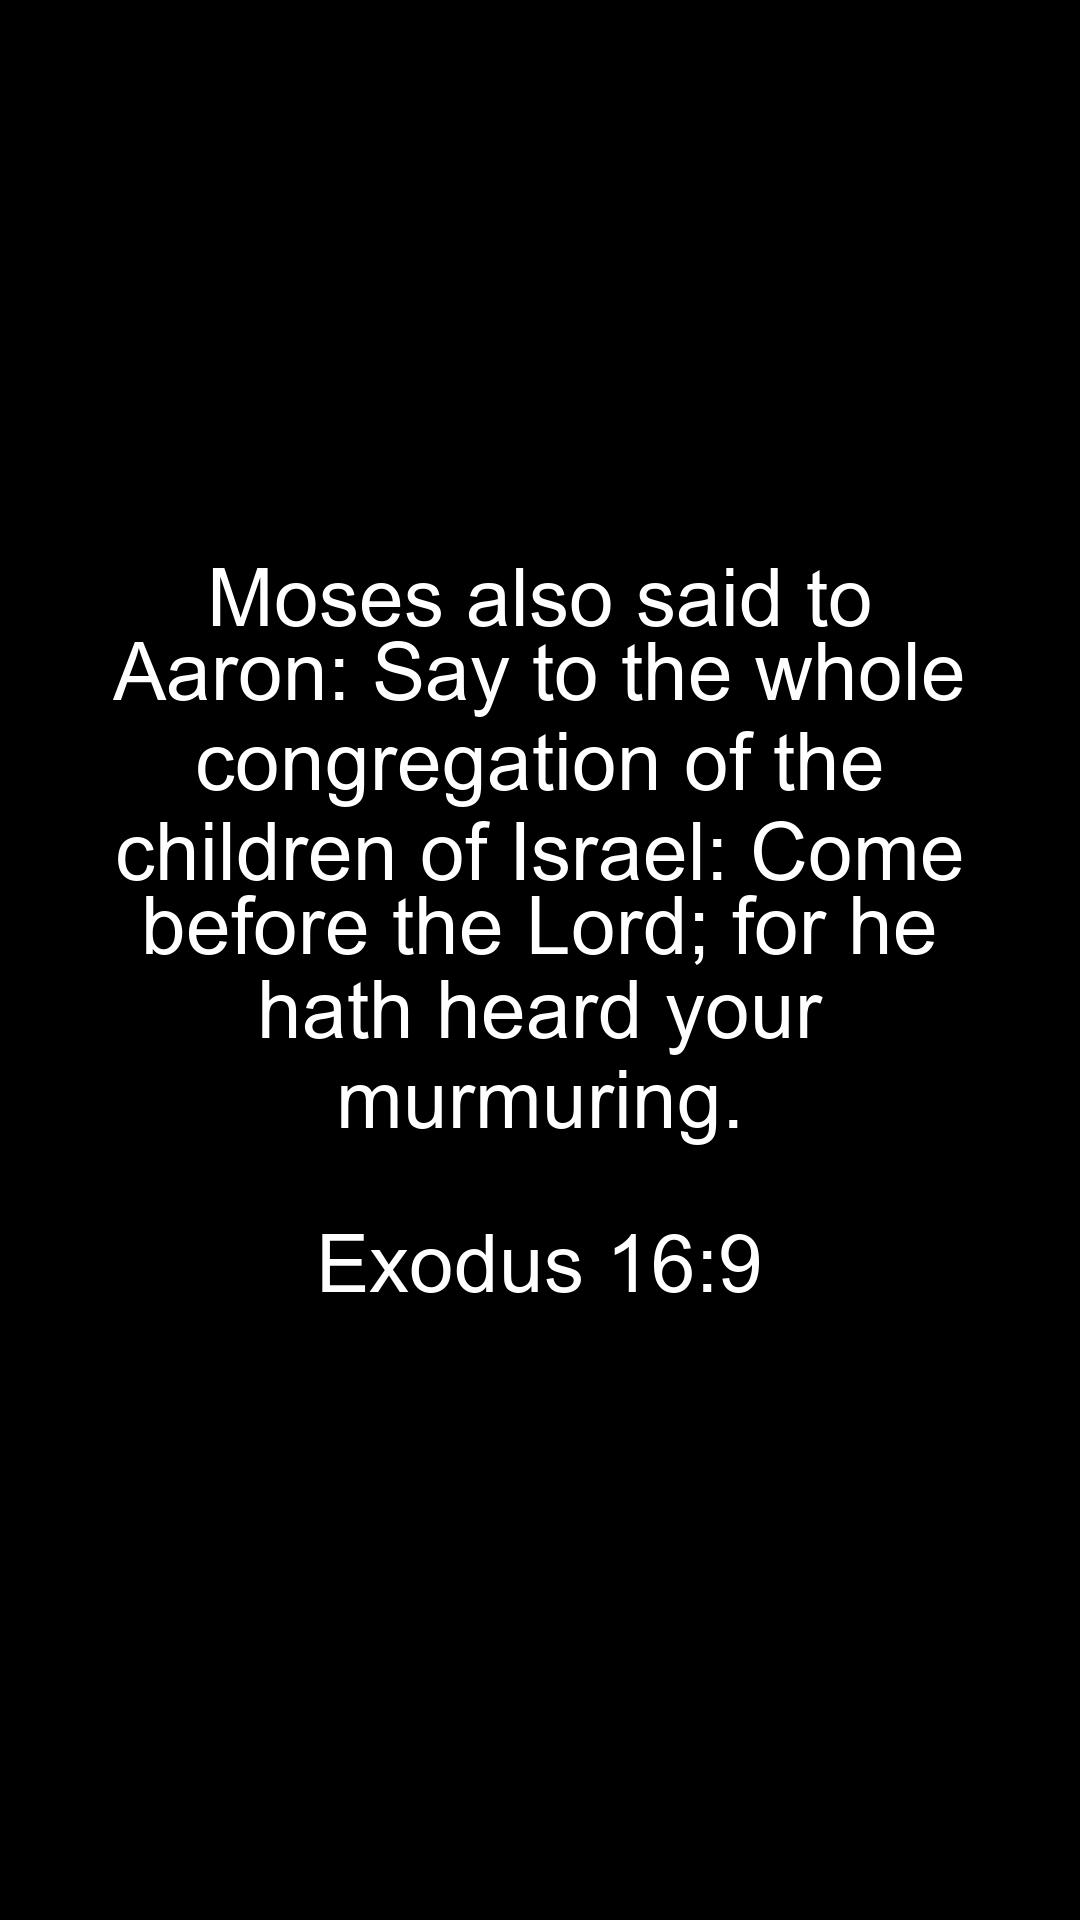 Moses also said to
Aaron: Say to the whole
congregation of the
children of Israel: Come
before the Lord; for he
hath heard your
murmuring.
Exodus 16:9